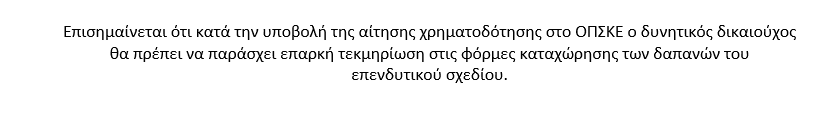 Επισημαίνεται ότι κατά την υποβολή της αίτησης χρηματοδότησης στο ΟΠΣΚΕ ο δυνητικός δικαιούχος
θα πρέπει να παράσχει επαρκή τεκμηρίωση στις φόρμες καταχώρησης των δαπανών του
επενδυτικού σχεδίου.